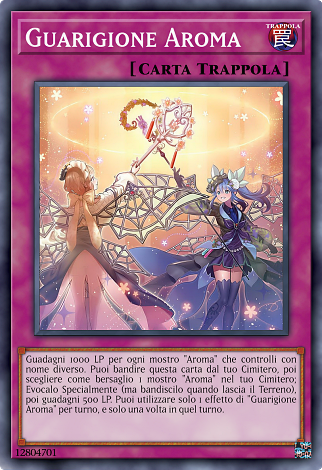 Guarigione Aroma
TRAPPOLA
罠
[Carta Trappola]
Guadagni 1000 LP per ogni mostro "Aroma" che controlli con
nome diverso. Puoi bandire questa carta dal tuo Cimitero, poi
scegliere come bersaglio 1 mostro "Aroma" nel tuo Cimitero;
Evocalo Specialmente (ma bandiscilo quando lascia il Terreno),
poi guadagni 500 LP. Puoi utilizzare solo 1 effetto di "Guarigione
Aroma" per turno, e solo una volta in quel turno.
12804701